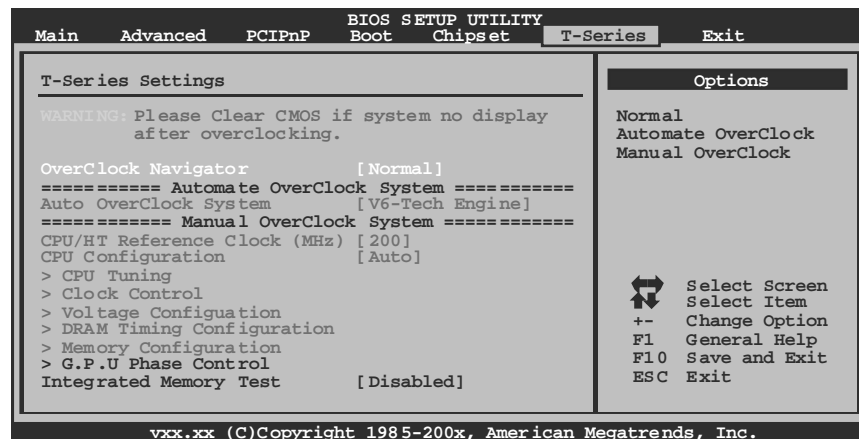 BIOS SETUP UTILITY
Main Advanced PCIPnP Boot Chipset T-Series Exit
T-Series Settings
WARNING: Please Clear CMOS if system no display
after overclocking.
OverClock Navigator [Normal]
=========== Automate OverClock System ===========
Auto OverClock System [V6-Tech Engine]
============ Manual OverClock System ============
CPU/HT Reference Clock (MHz) [200]
CPU Configuration [Auto]
> CPU Tuning
> Clock Control
> Voltage Configuation
> DRAM Timing Configuration
> Memory Configuration
> G.P.U Phase Control
Integrated Memory Test [Disabled]
Options
Normal
Automate OverClock
Manual OverClock
Select Screen
Select Item
+- Change Option
F1 General Help
F10 Save and Exit
ESC Exit
vxx.xx (C)Copyright 1985-200x, American Megatrends, Inc.